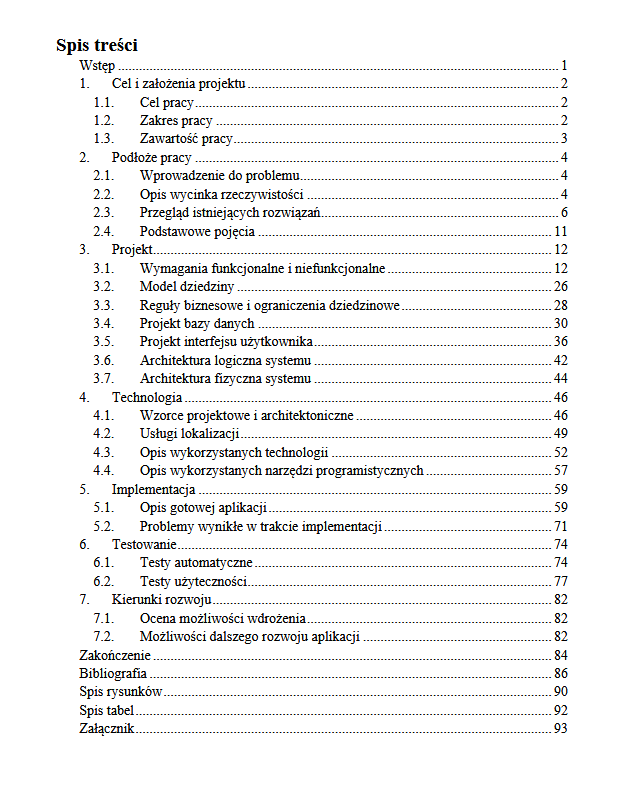 Spis treści
Wstęp 1
1. Cel i założenia projektu 2
1.1. Cel pracy 2
1.2. Zakres pracy 2
1.3. Zawartość pracy 3
2. Podłoże pracy 4
2.1. Wprowadzenie do problemu 4
2.2. Opis wycinka rzeczywistości 4
2.3. Przegląd istniejących rozwiązań 6
2.4. Podstawowe pojęcia 11
3. Projekt 12
3.1. Wymagania funkcjonalne i niefunkcjonalne 12
3.2. Model dziedziny 26
3.3. Reguły biznesowe i ograniczenia dziedzinowe 28
3.4. Projekt bazy danych 30
3.5. Projekt interfejsu użytkownika 36
3.6. Architektura logiczna systemu 42
3.7. Architektura fizyczna systemu 44
4. Technologia 46
4.1. Wzorce projektowe i architektoniczne 46
4.2. Usługi lokalizacji 49
4.3. Opis wykorzystanych technologii 52
4.4. Opis wykorzystanych narzędzi programistycznych 57
5. Implementacja 59
5.1. Opis gotowej aplikacji 59
5.2. Problemy wynikłe w trakcie implementacji 71
6. Testowanie 74
6.1. Testy automatyczne 74
6.2. Testy użyteczności 77
7. Kierunki rozwoju 82
7.1. Ocena możliwości wdrożenia 82
7.2. Możliwości dalszego rozwoju aplikacji 82
Zakończenie 84
Bibliografia 86
Spis rysunków 90
Spis tabel 92
Załącznik 93